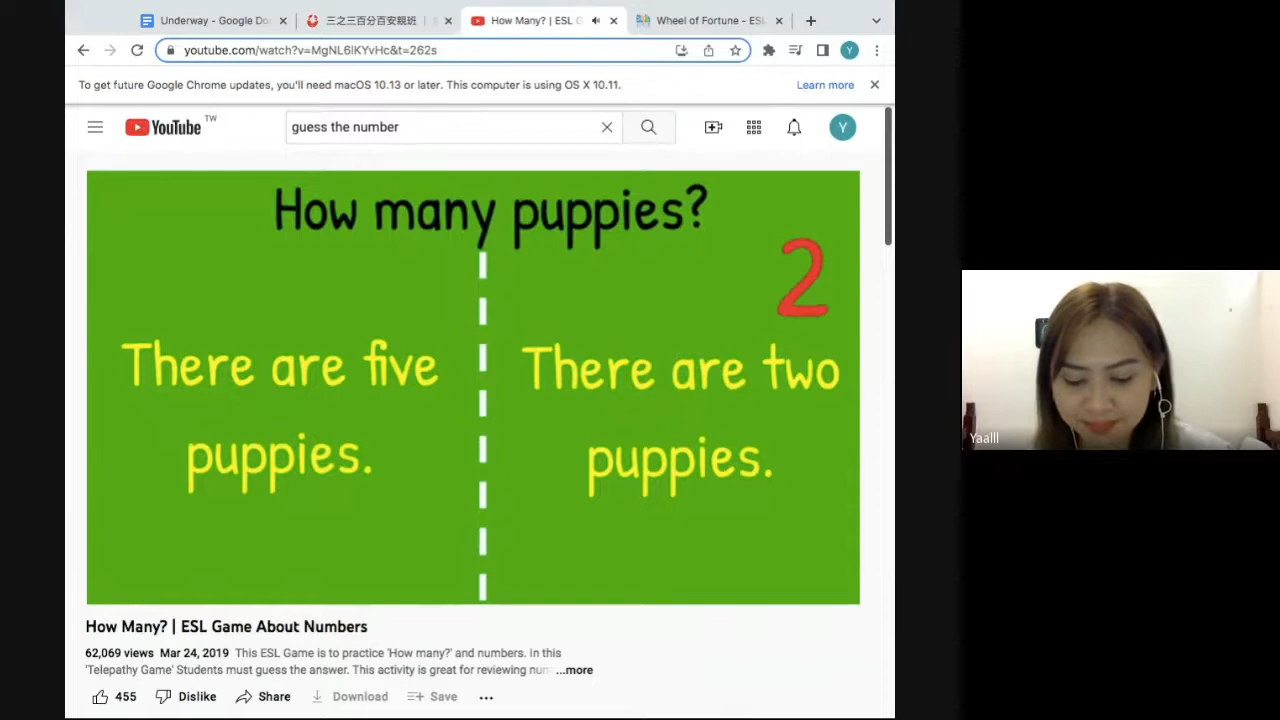 Underway - Google Do
三之三百分百安親班 |
How Many? | ESL G
Wheel of Fortune - ESL
youtube.com/watch?v=MgNL6lKYvHc&t=262s
Y
To get future Google Chrome updates, you'll need macOS 10.13 or later. This computer is using OS X 10.11.
Learn more
YouTube TW
guess the number
Y
How many puppies?
2
There are five
puppies.
There are two
puppies.
Yaalll
How Many? | ESL Game About Numbers
62,069 views Mar 24, 2019 This ESL Game is to practice 'How many?' and numbers. In this
'Telepathy Game' Students must guess the answer. This activity is great for reviewing num ...more
455 Dislike Share Download Save